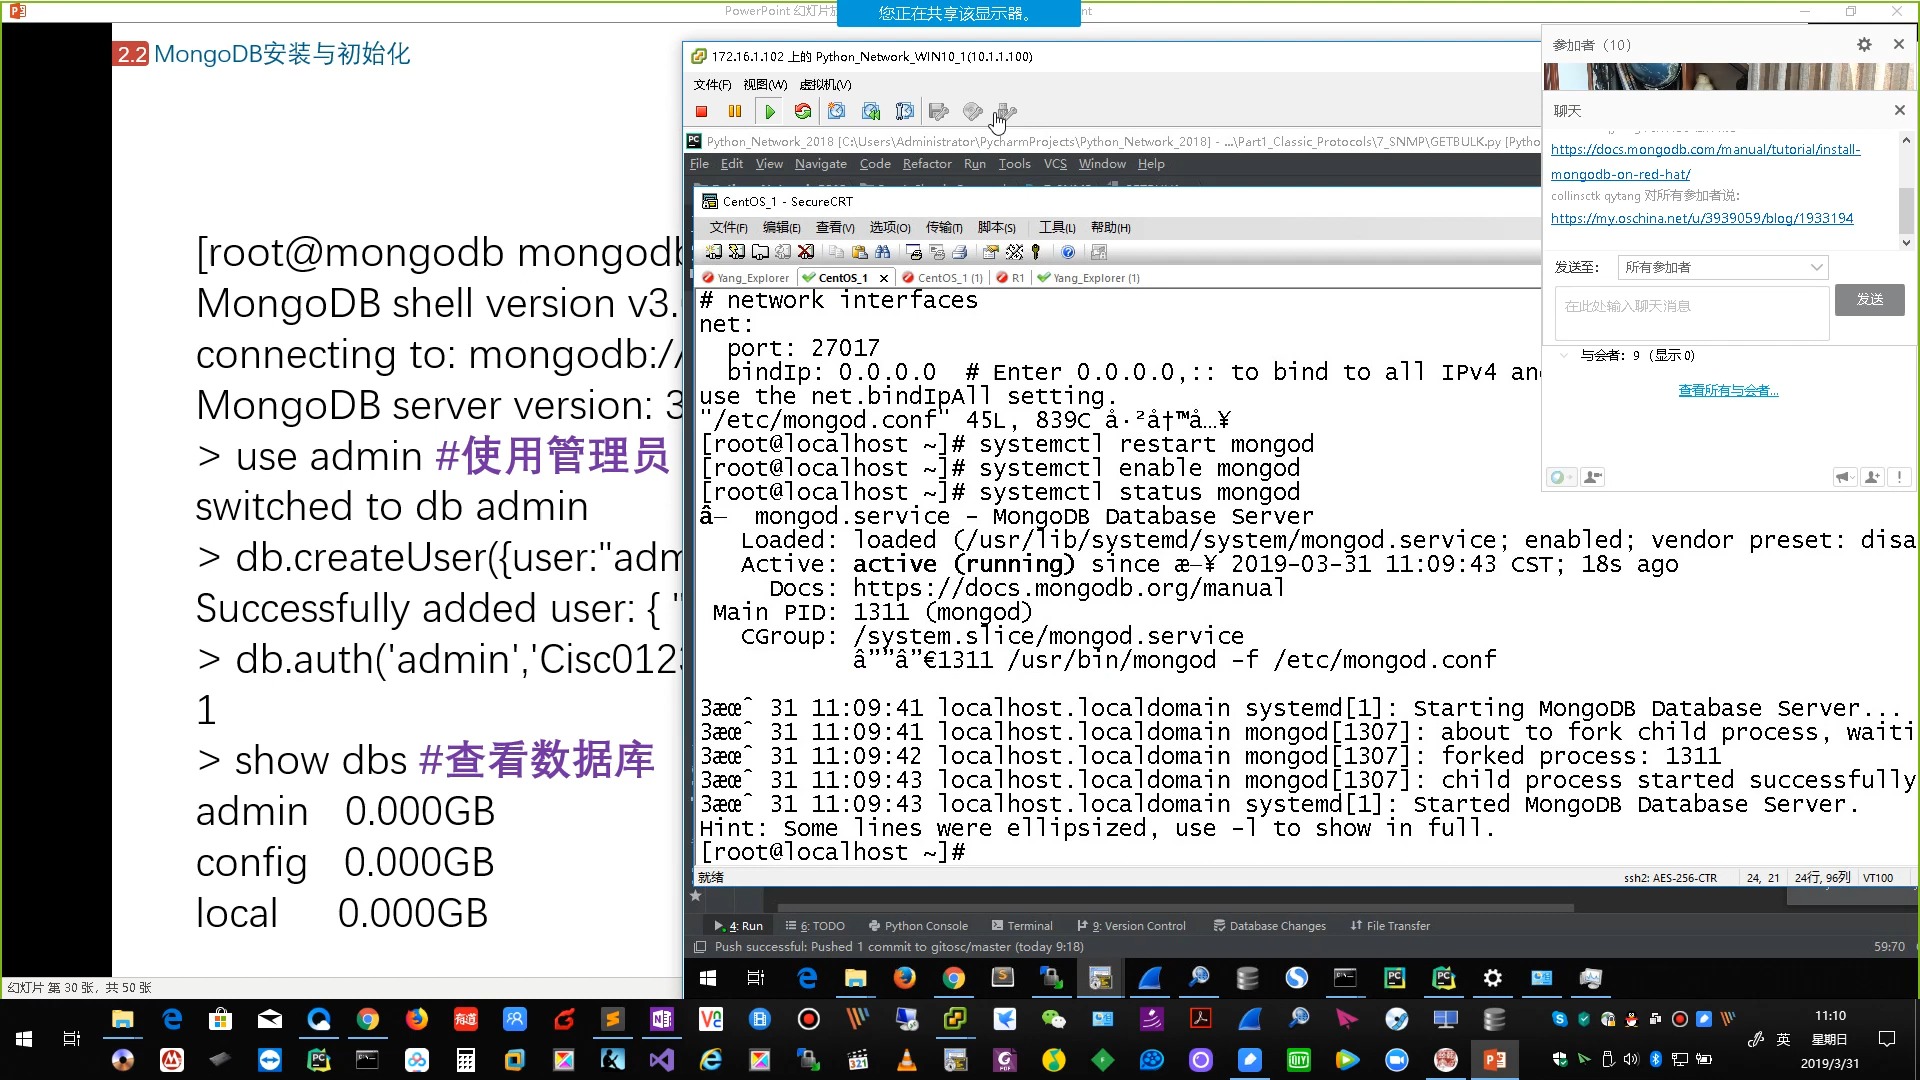 PowerPoint 幻灯片放
您正在共享该显示器。
2.2 MongoDB安装与初始化
[root@mongodb mongodb
MongoDB shell version v3.
connecting to: mongodb:/
MongoDB server version: 3
> use admin #使用管理员
switched to db admin
> db.createUser({user:"adm
Successfully added user: { "
> db.auth('admin','Cisc0123
1
> show dbs #查看数据库
admin 0.000GB
config 0.000GB
local 0.000GB
幻灯片 第 30 张，共 50 张
172.16.1.102 上的 Python_Network_WIN10_1(10.1.1.100)
文件(F) 视图(W) 虚拟机(V)
Python_Network_2018 [C:\Users\Administrator\PycharmProjects\Python_Network_2018] - ...\Part1_Classic_Protocols\7_SNMP\GETBULK.py [Pytho
File Edit View Navigate Code Refactor Run Tools VCS Window Help
CentOS_1 - SecureCRT
文件(F) 编辑(E) 查看(V) 选项(O) 传输(T) 脚本(S) 工具(L) 帮助(H)
Yang_Explorer CentOS_1 CentOS_1 (1) R1 Yang_Explorer (1)
# network interfaces
net:
port: 27017
bindIp: 0.0.0.0 # Enter 0.0.0.0,:: to bind to all IPv4 an
use the net.bindIpAll setting.
"/etc/mongod.conf" 45L, 839C å·²å†™å…¥
[root@localhost ~]# systemctl restart mongod
[root@localhost ~]# systemctl enable mongod
[root@localhost ~]# systemctl status mongod
â— mongod.service - MongoDB Database Server
Loaded: loaded (/usr/lib/systemd/system/mongod.service; enabled; vendor preset: disa
Active: active (running) since æ—¥ 2019-03-31 11:09:43 CST; 18s ago
Docs: https://docs.mongodb.org/manual
Main PID: 1311 (mongod)
CGroup: /system.slice/mongod.service
â””â”€1311 /usr/bin/mongod -f /etc/mongod.conf
3æœˆ 31 11:09:41 localhost.localdomain systemd[1]: Starting MongoDB Database Server...
3æœˆ 31 11:09:41 localhost.localdomain mongod[1307]: about to fork child process, waiti
3æœˆ 31 11:09:42 localhost.localdomain mongod[1307]: forked process: 1311
3æœˆ 31 11:09:43 localhost.localdomain mongod[1307]: child process started successfully
3æœˆ 31 11:09:43 localhost.localdomain systemd[1]: Started MongoDB Database Server.
Hint: Some lines were ellipsized, use -l to show in full.
[root@localhost ~]#
就绪 ssh2: AES-256-CTR 24, 21 24行, 96列 VT100
4: Run 6: TODO Python Console Terminal 9: Version Control Database Changes File Transfer
Push successful: Pushed 1 commit to gitosc/master (today 9:18) 59:70
参加者 (10)
聊天
https://docs.mongodb.com/manual/tutorial/install-
mongodb-on-red-hat/
collinsctk qytang 对所有参加者说:
https://my.oschina.net/u/3939059/blog/1933194
发送至: 所有参加者
在此处输入聊天消息
发送
与会者: 9 (显示 0)
查看所有与会者...
英
11:10
星期日
2019/3/31